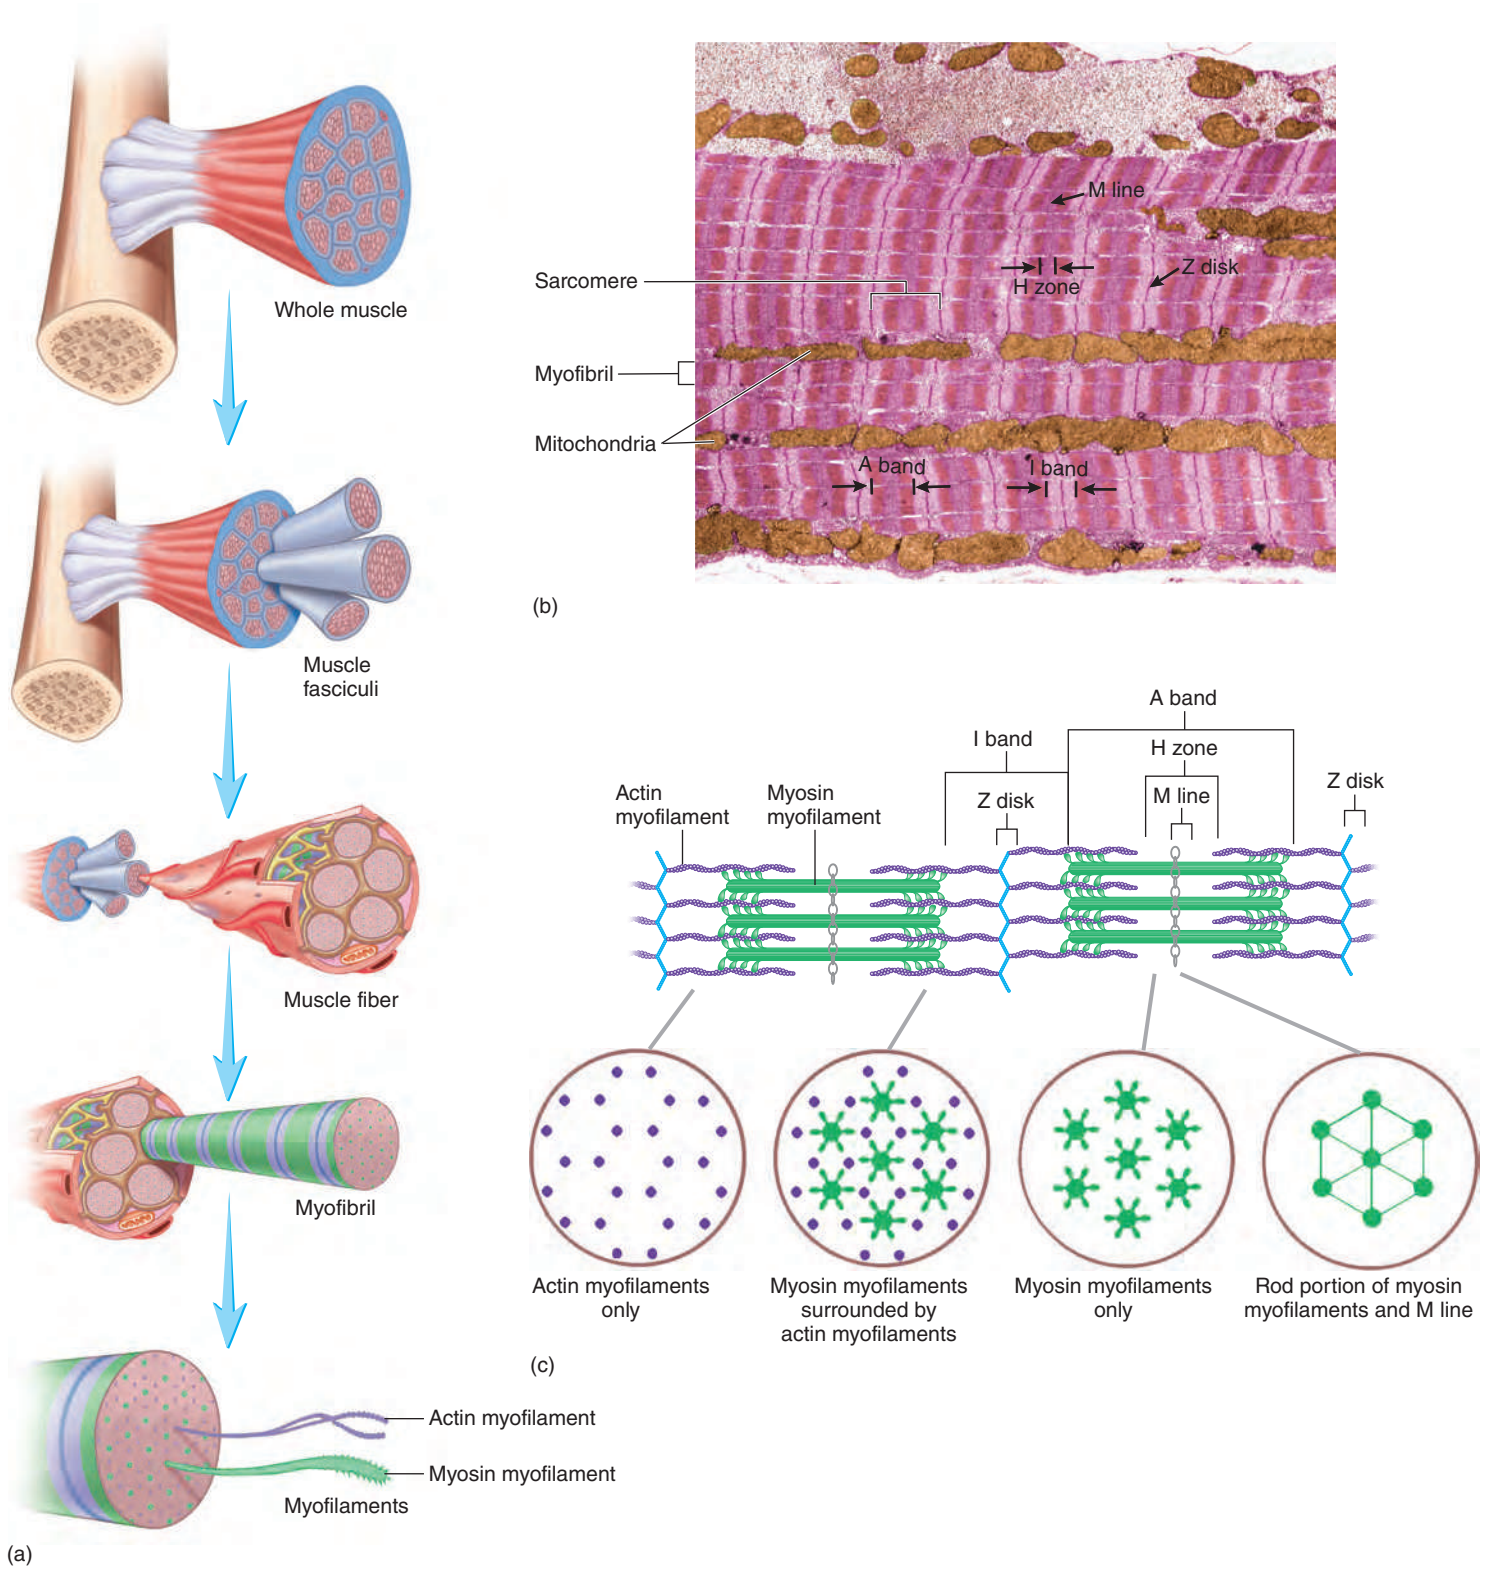 Whole muscle
Muscle
fasciculi
Muscle fiber
Myofibril
Actin myofilament
Myosin myofilament
Myofilaments
(a)
M line
Z disk
H zone
Sarcomere
Myofibril
Mitochondria
A band
I band
(b)
A band
I band
H zone
Z disk
Actin
myofilament
Myosin
myofilament
Z disk
M line
Actin myofilaments
only
Myosin myofilaments
surrounded by
actin myofilaments
Myosin myofilaments
only
Rod portion of myosin
myofilaments and M line
(c)